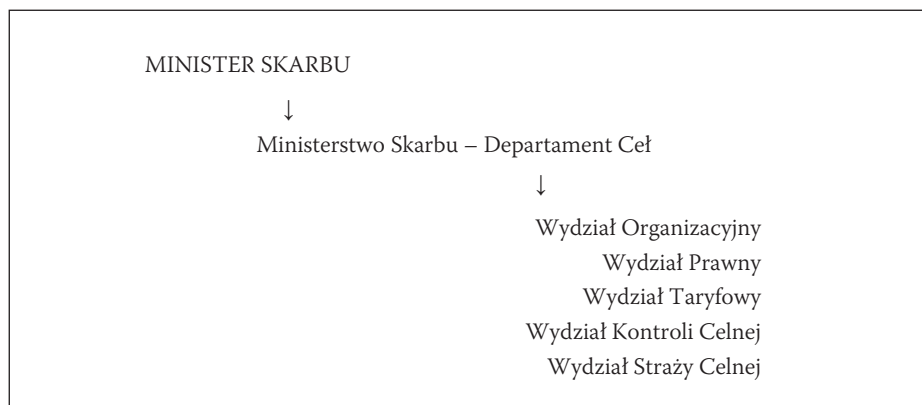 MINISTER SKARBU
↓
Ministerstwo Skarbu – Departament Ceł
↓
Wydział Organizacyjny
Wydział Prawny
Wydział Taryfowy
Wydział Kontroli Celnej
Wydział Straży Celnej